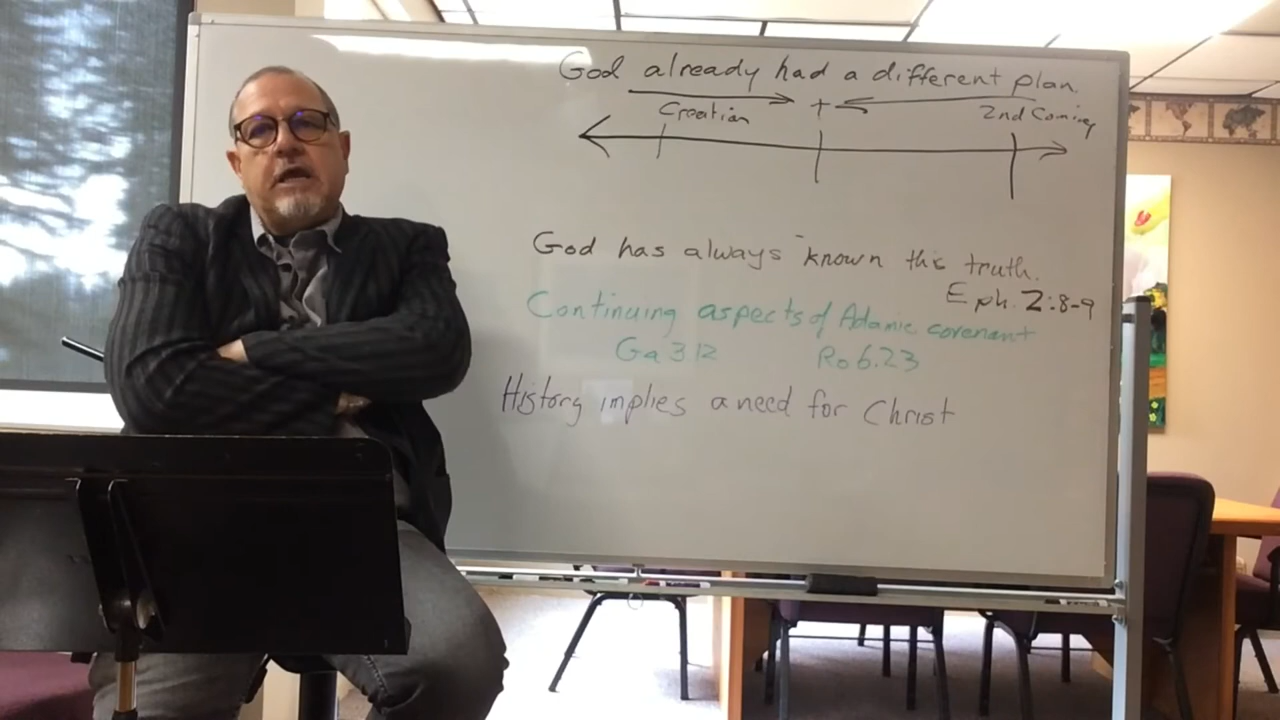 God already had a different plan.
Creation + 2nd Coming
God has always known this truth.
Eph. 2:8-9
Continuing aspects of Adamic covenant
Ga 3 12 Ro 6.23
History implies a need for Christ